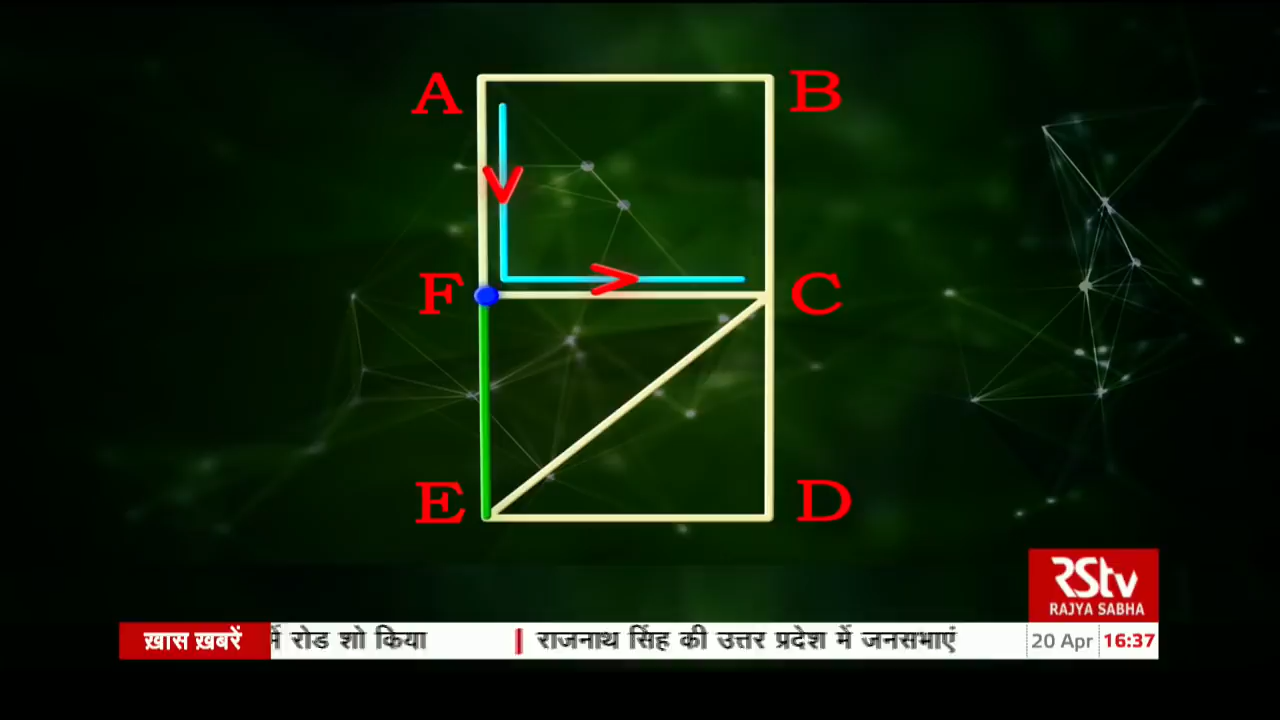 A B
F C
E D
RStv
RAJYA SABHA
ख़ास ख़बरें में रोड शो किया | राजनाथ सिंह की उत्तर प्रदेश में जनसभाएं 20 Apr 16:37